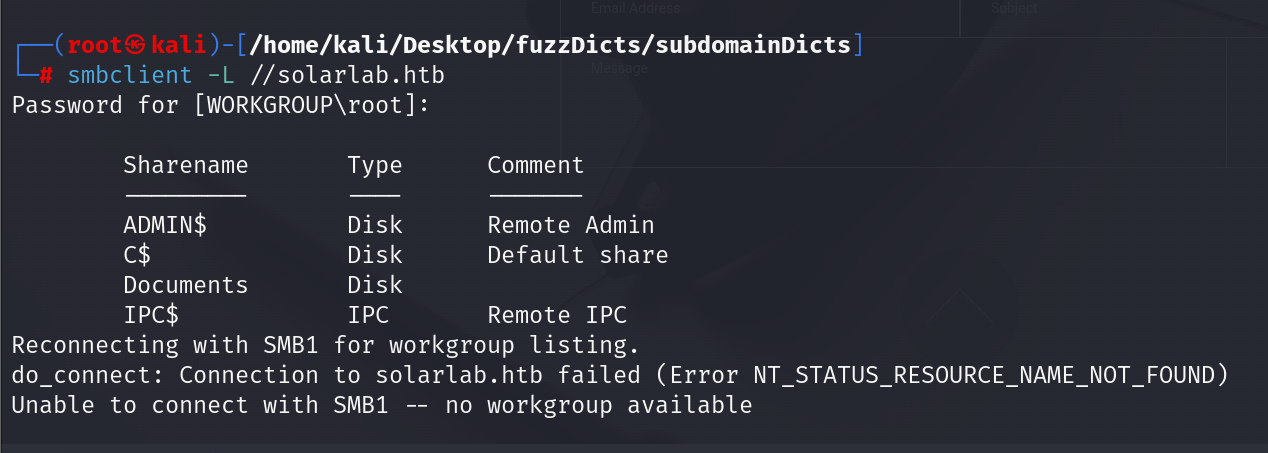 Email Address
Subject
┌──(root㉿kali)-[/home/kali/Desktop/fuzzDicts/subdomainDicts]
Message
└─# smbclient -L //solarlab.htb
Password for [WORKGROUP\root]:
Sharename Type Comment
--------- ---- -------
ADMIN$ Disk Remote Admin
C$ Disk Default share
Documents Disk
IPC$ IPC Remote IPC
Reconnecting with SMB1 for workgroup listing.
do_connect: Connection to solarlab.htb failed (Error NT_STATUS_RESOURCE_NAME_NOT_FOUND)
Unable to connect with SMB1 -- no workgroup available